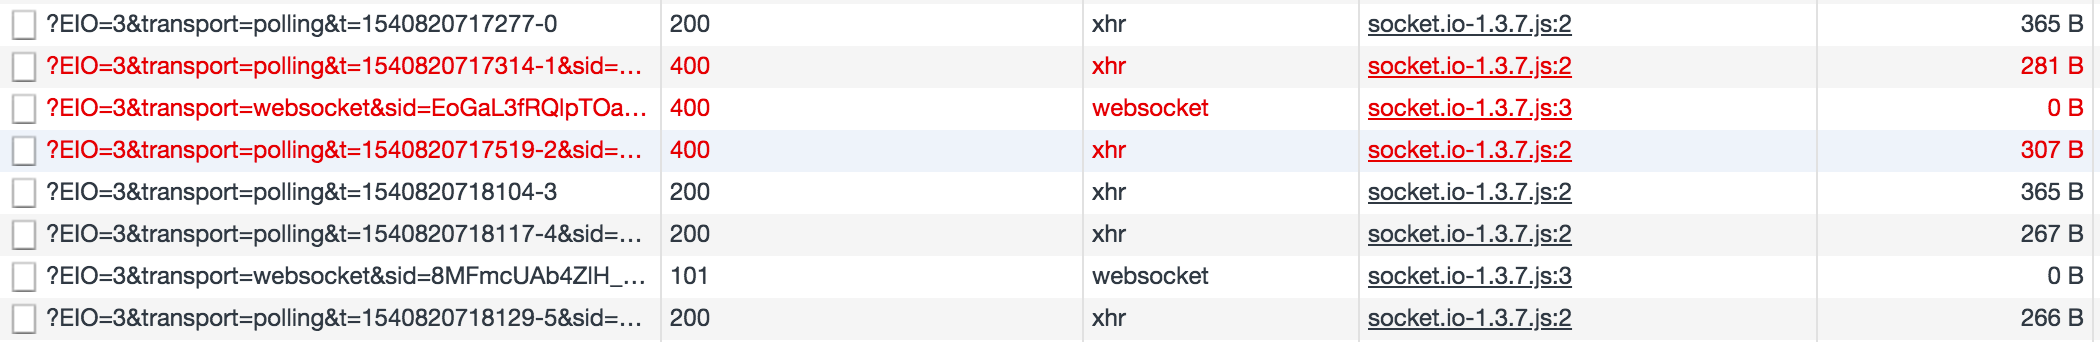 ?EIO=3&transport=polling&t=1540820717277-0 200 xhr socket.io-1.3.7.js:2 365 B
?EIO=3&transport=polling&t=1540820717314-1&sid=... 400 xhr socket.io-1.3.7.js:2 281 B
?EIO=3&transport=websocket&sid=EoGaL3fRQlpTOa... 400 websocket socket.io-1.3.7.js:3 0 B
?EIO=3&transport=polling&t=1540820717519-2&sid=... 400 xhr socket.io-1.3.7.js:2 307 B
?EIO=3&transport=polling&t=1540820718104-3 200 xhr socket.io-1.3.7.js:2 365 B
?EIO=3&transport=polling&t=1540820718117-4&sid=... 200 xhr socket.io-1.3.7.js:2 267 B
?EIO=3&transport=websocket&sid=8MFmcUAb4ZlH_... 101 websocket socket.io-1.3.7.js:3 0 B
?EIO=3&transport=polling&t=1540820718129-5&sid=... 200 xhr socket.io-1.3.7.js:2 266 B